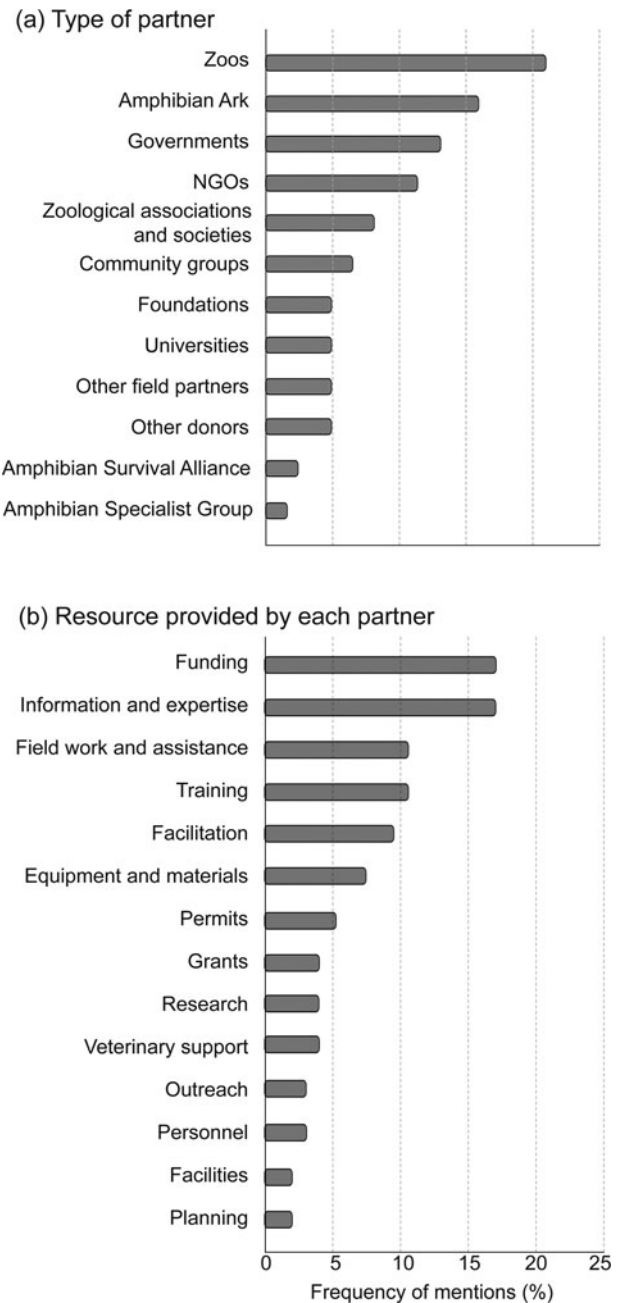 (a) Type of partner
Zoos
Amphibian Ark
Governments
NGOs
Zoological associations
and societies
Community groups
Foundations
Universities
Other field partners
Other donors
Amphibian Survival Alliance
Amphibian Specialist Group
(b) Resource provided by each partner
Funding
Information and expertise
Field work and assistance
Training
Facilitation
Equipment and materials
Permits
Grants
Research
Veterinary support
Outreach
Personnel
Facilities
Planning
0 5 10 15 20 25
Frequency of mentions (%)